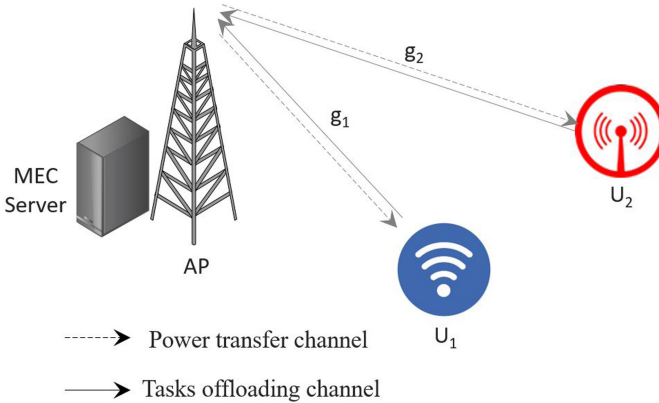 g₂
g₁
MEC
Server
U₂
AP
U₁
Power transfer channel
Tasks offloading channel